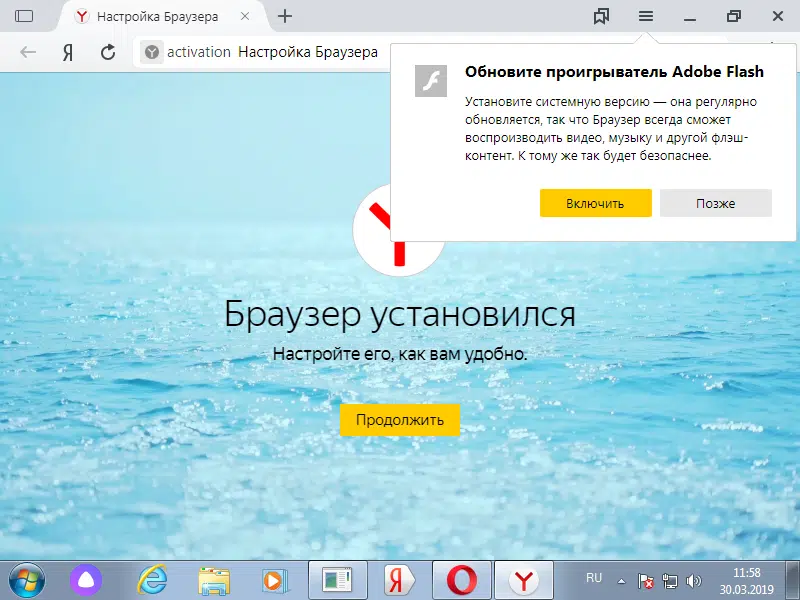 Настройка Браузера
Я
activation Настройка Браузера
Обновите проигрыватель Adobe Flash
Установите системную версию — она регулярно
обновляется, так что Браузер всегда сможет
воспроизводить видео, музыку и другой флэш-
контент. К тому же так будет безопаснее.
Включить
Позже
Браузер установился
Настройте его, как вам удобно.
Продолжить
Я
RU
11:58
30.03.2019